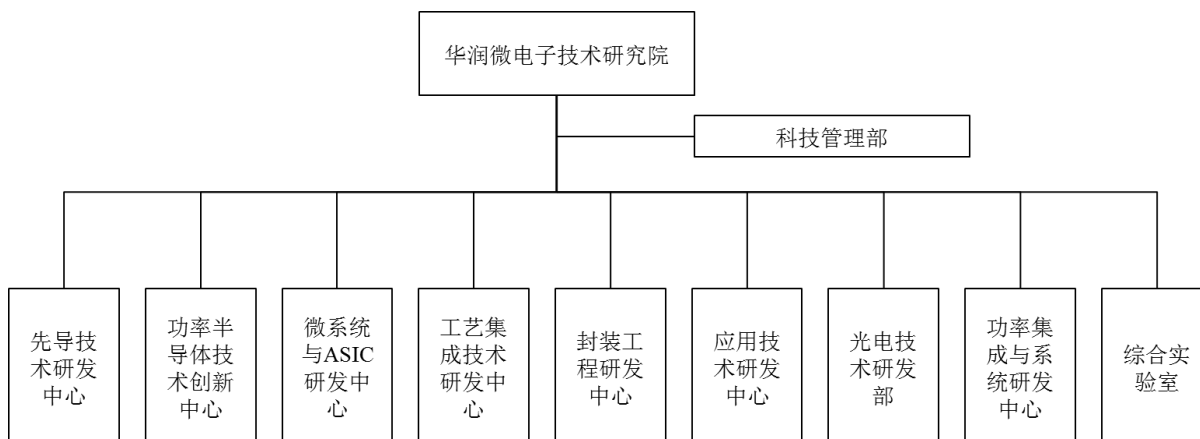 华润微电子技术研究院
科技管理部
先导技
术研发
中心
功率半
导体技
术创新
中心
微系统
与ASIC
研发中
心
工艺集
成技术
研发中
心
封装工
程研发
中心
应用技
术研发
中心
光电技
术研发
部
功率集
成与系
统研发
中心
综合实
验室